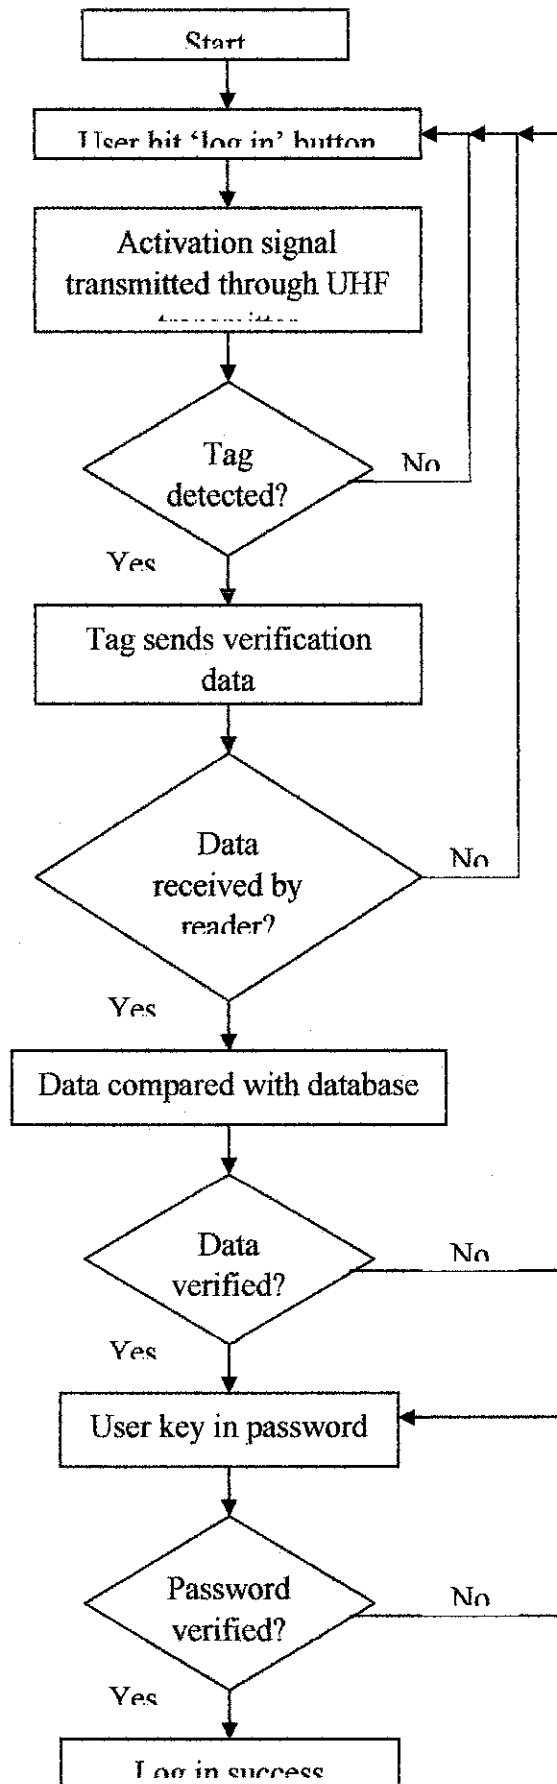 Start
User hit ‘log in’ button
Activation signal
transmitted through UHF
transmitter
Tag
detected?
No
Yes
Tag sends verification
data
Data
received by
reader?
No
Yes
Data compared with database
Data
verified?
No
Yes
User key in password
Password
verified?
No
Yes
Log in success